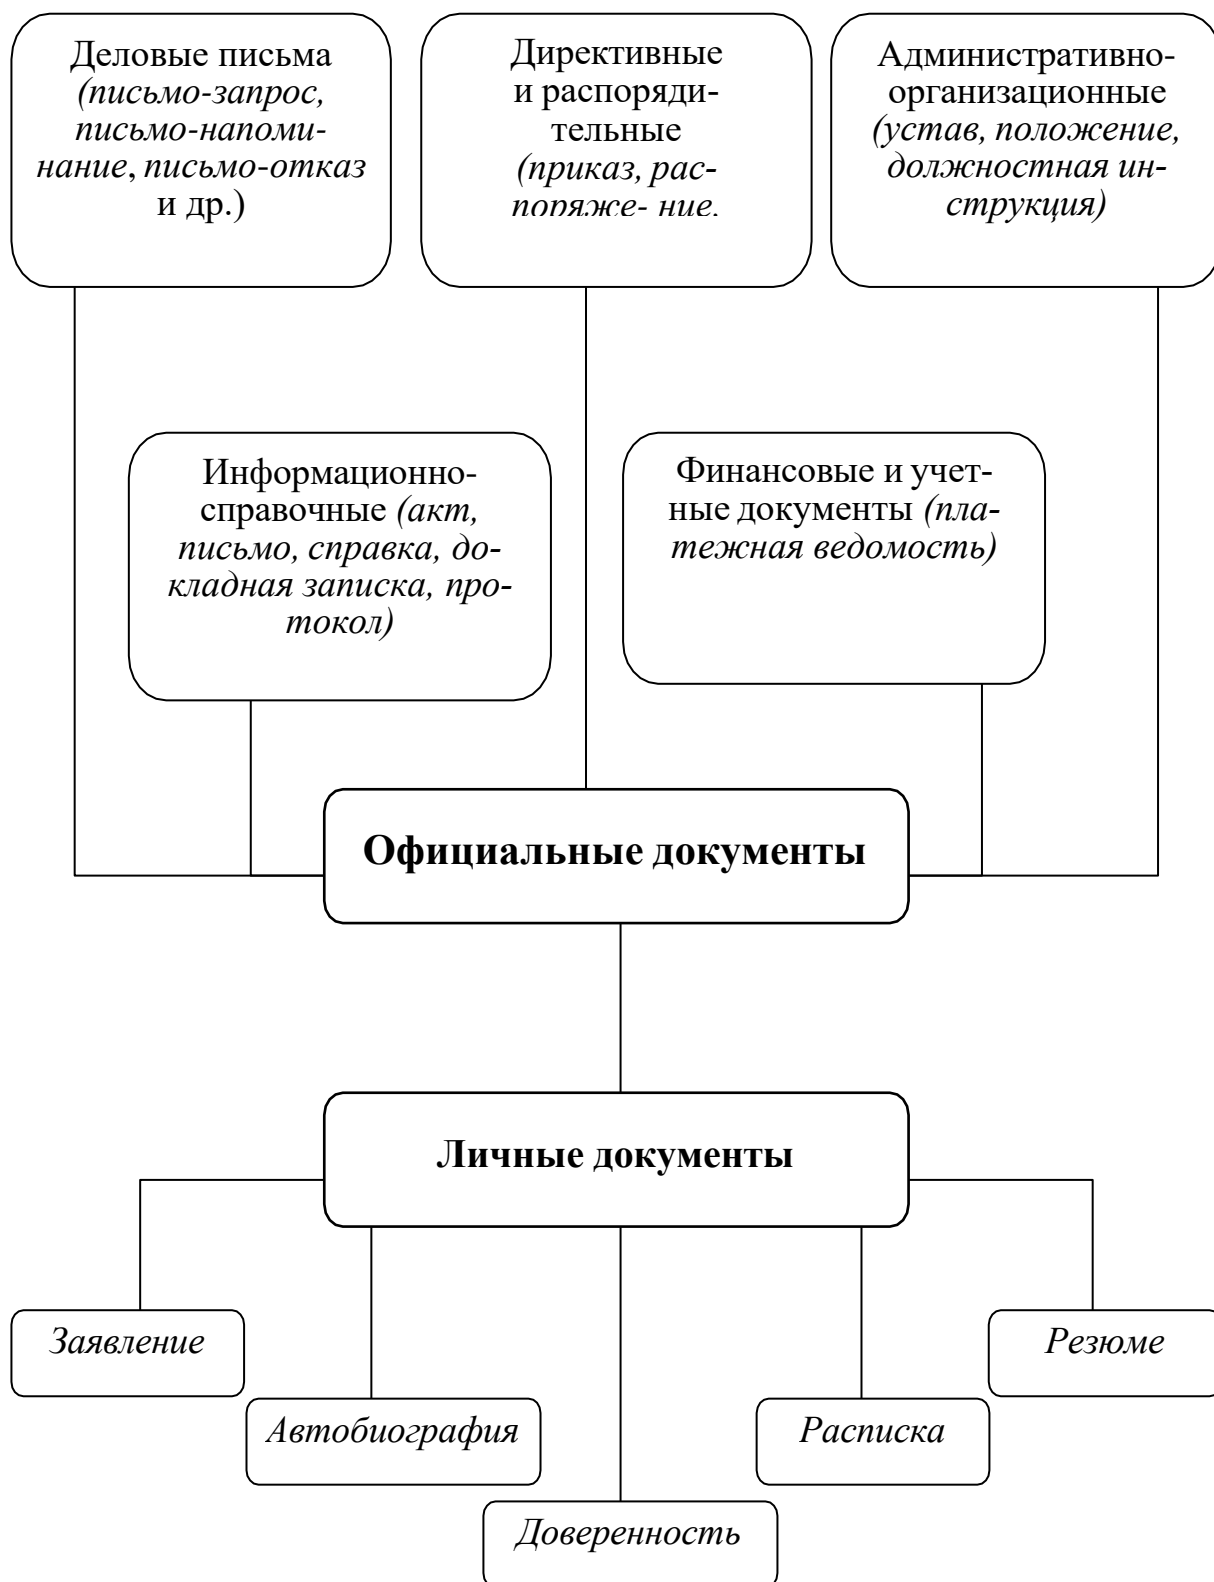 Деловые письма
(письмо-запрос,
письмо-напоми-
нание, письмо-отказ
и др.)
Директивные
и распоряди-
тельные
(приказ, рас-
поряже- ние,
Административно-
организационные
(устав, положение,
должностная ин-
струкция)
Информационно-
справочные (акт,
письмо, справка, до-
кладная записка, про-
токол)
Финансовые и учет-
ные документы (пла-
тежная ведомость)
Официальные документы
Личные документы
Заявление
Резюме
Автобиография
Расписка
Доверенность